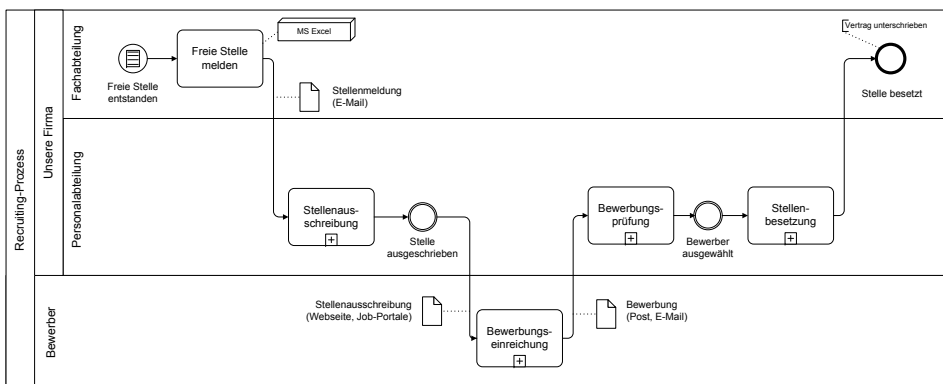 Recruiting-Prozess
Unsere Firma
Fachabteilung
Freie Stelle
entstanden
Freie Stelle
melden
MS Excel
Stellenmeldung
(E-Mail)
Vertrag unterschrieben
Stelle besetzt
Personalabteilung
Stellenaus-
schreibung
Stelle
ausgeschrieben
Bewerbungs-
prüfung
Bewerber
ausgewählt
Stellen-
besetzung
Bewerber
Stellenausschreibung
(Webseite, Job-Portale)
Bewerbungs-
einreichung
Bewerbung
(Post, E-Mail)